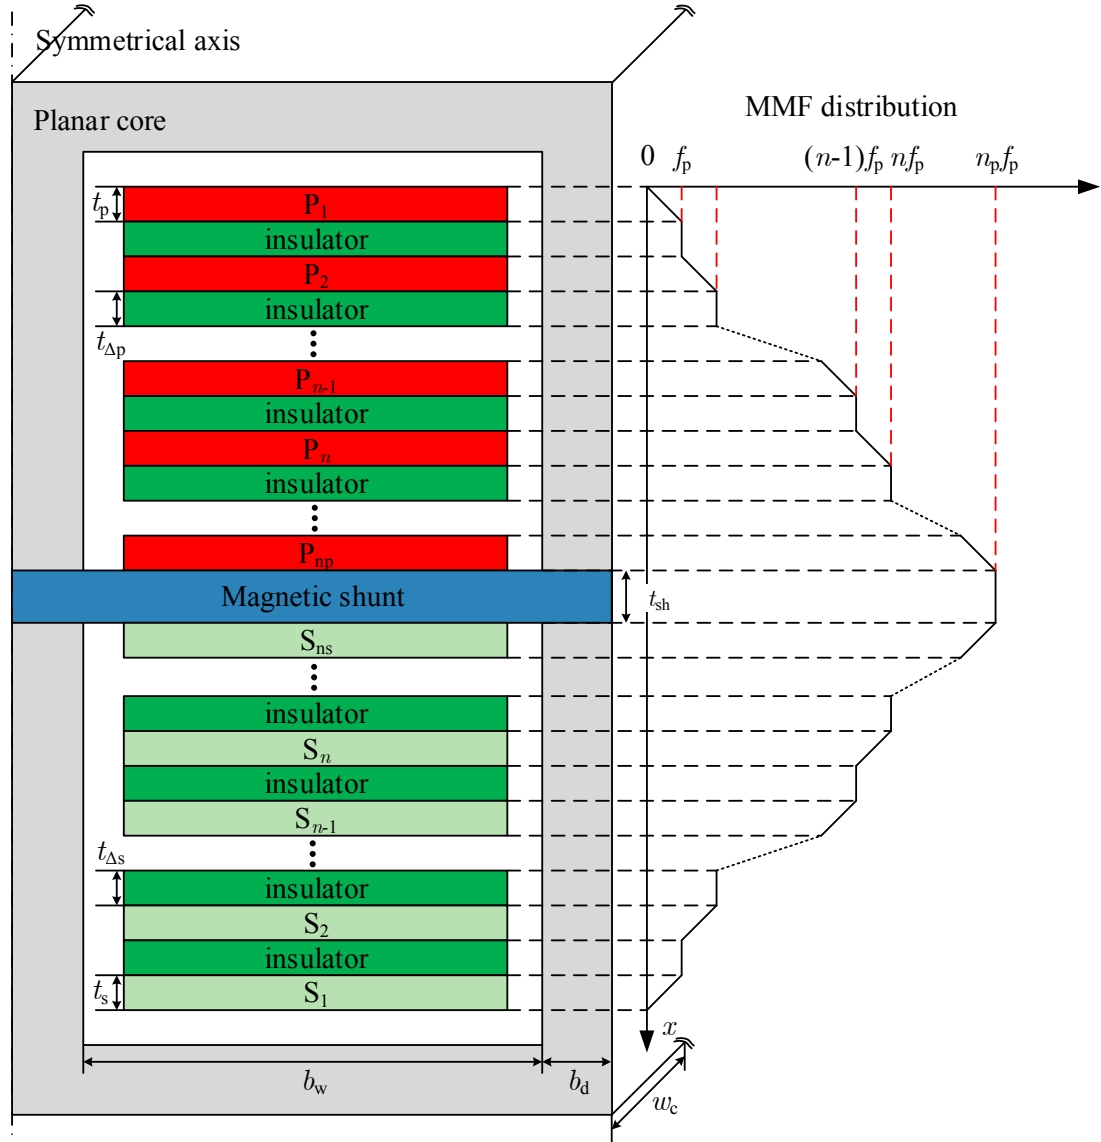 Symmetrical axis
Planar core
MMF distribution
0 fp (n-1)fp nfp npfp
tp
P1
insulator
P2
insulator
tΔp
Pn-1
insulator
Pn
insulator
Pnp
Magnetic shunt
tsh
Sns
insulator
Sn
insulator
Sn-1
tΔs
insulator
S2
insulator
ts
S1
x
bw
bd
wc